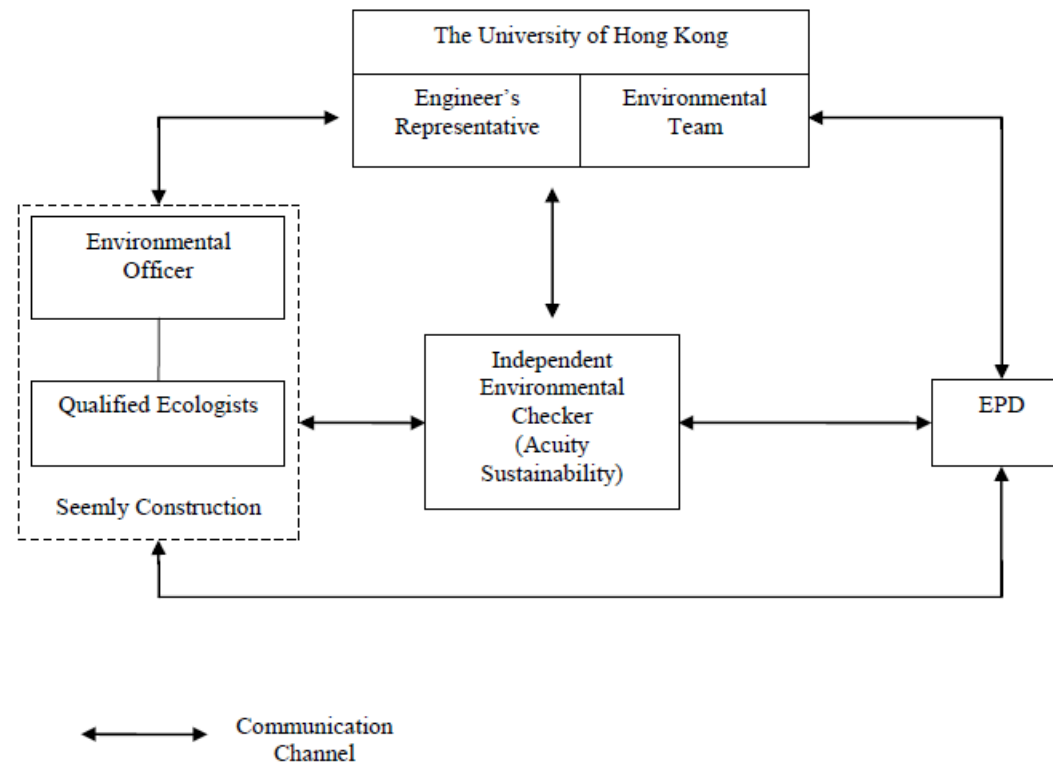 The University of Hong Kong
Engineer’s
Representative
Environmental
Team
Environmental
Officer
Qualified Ecologists
Seemly Construction
Independent
Environmental
Checker
(Acuity
Sustainability)
EPD
Communication
Channel